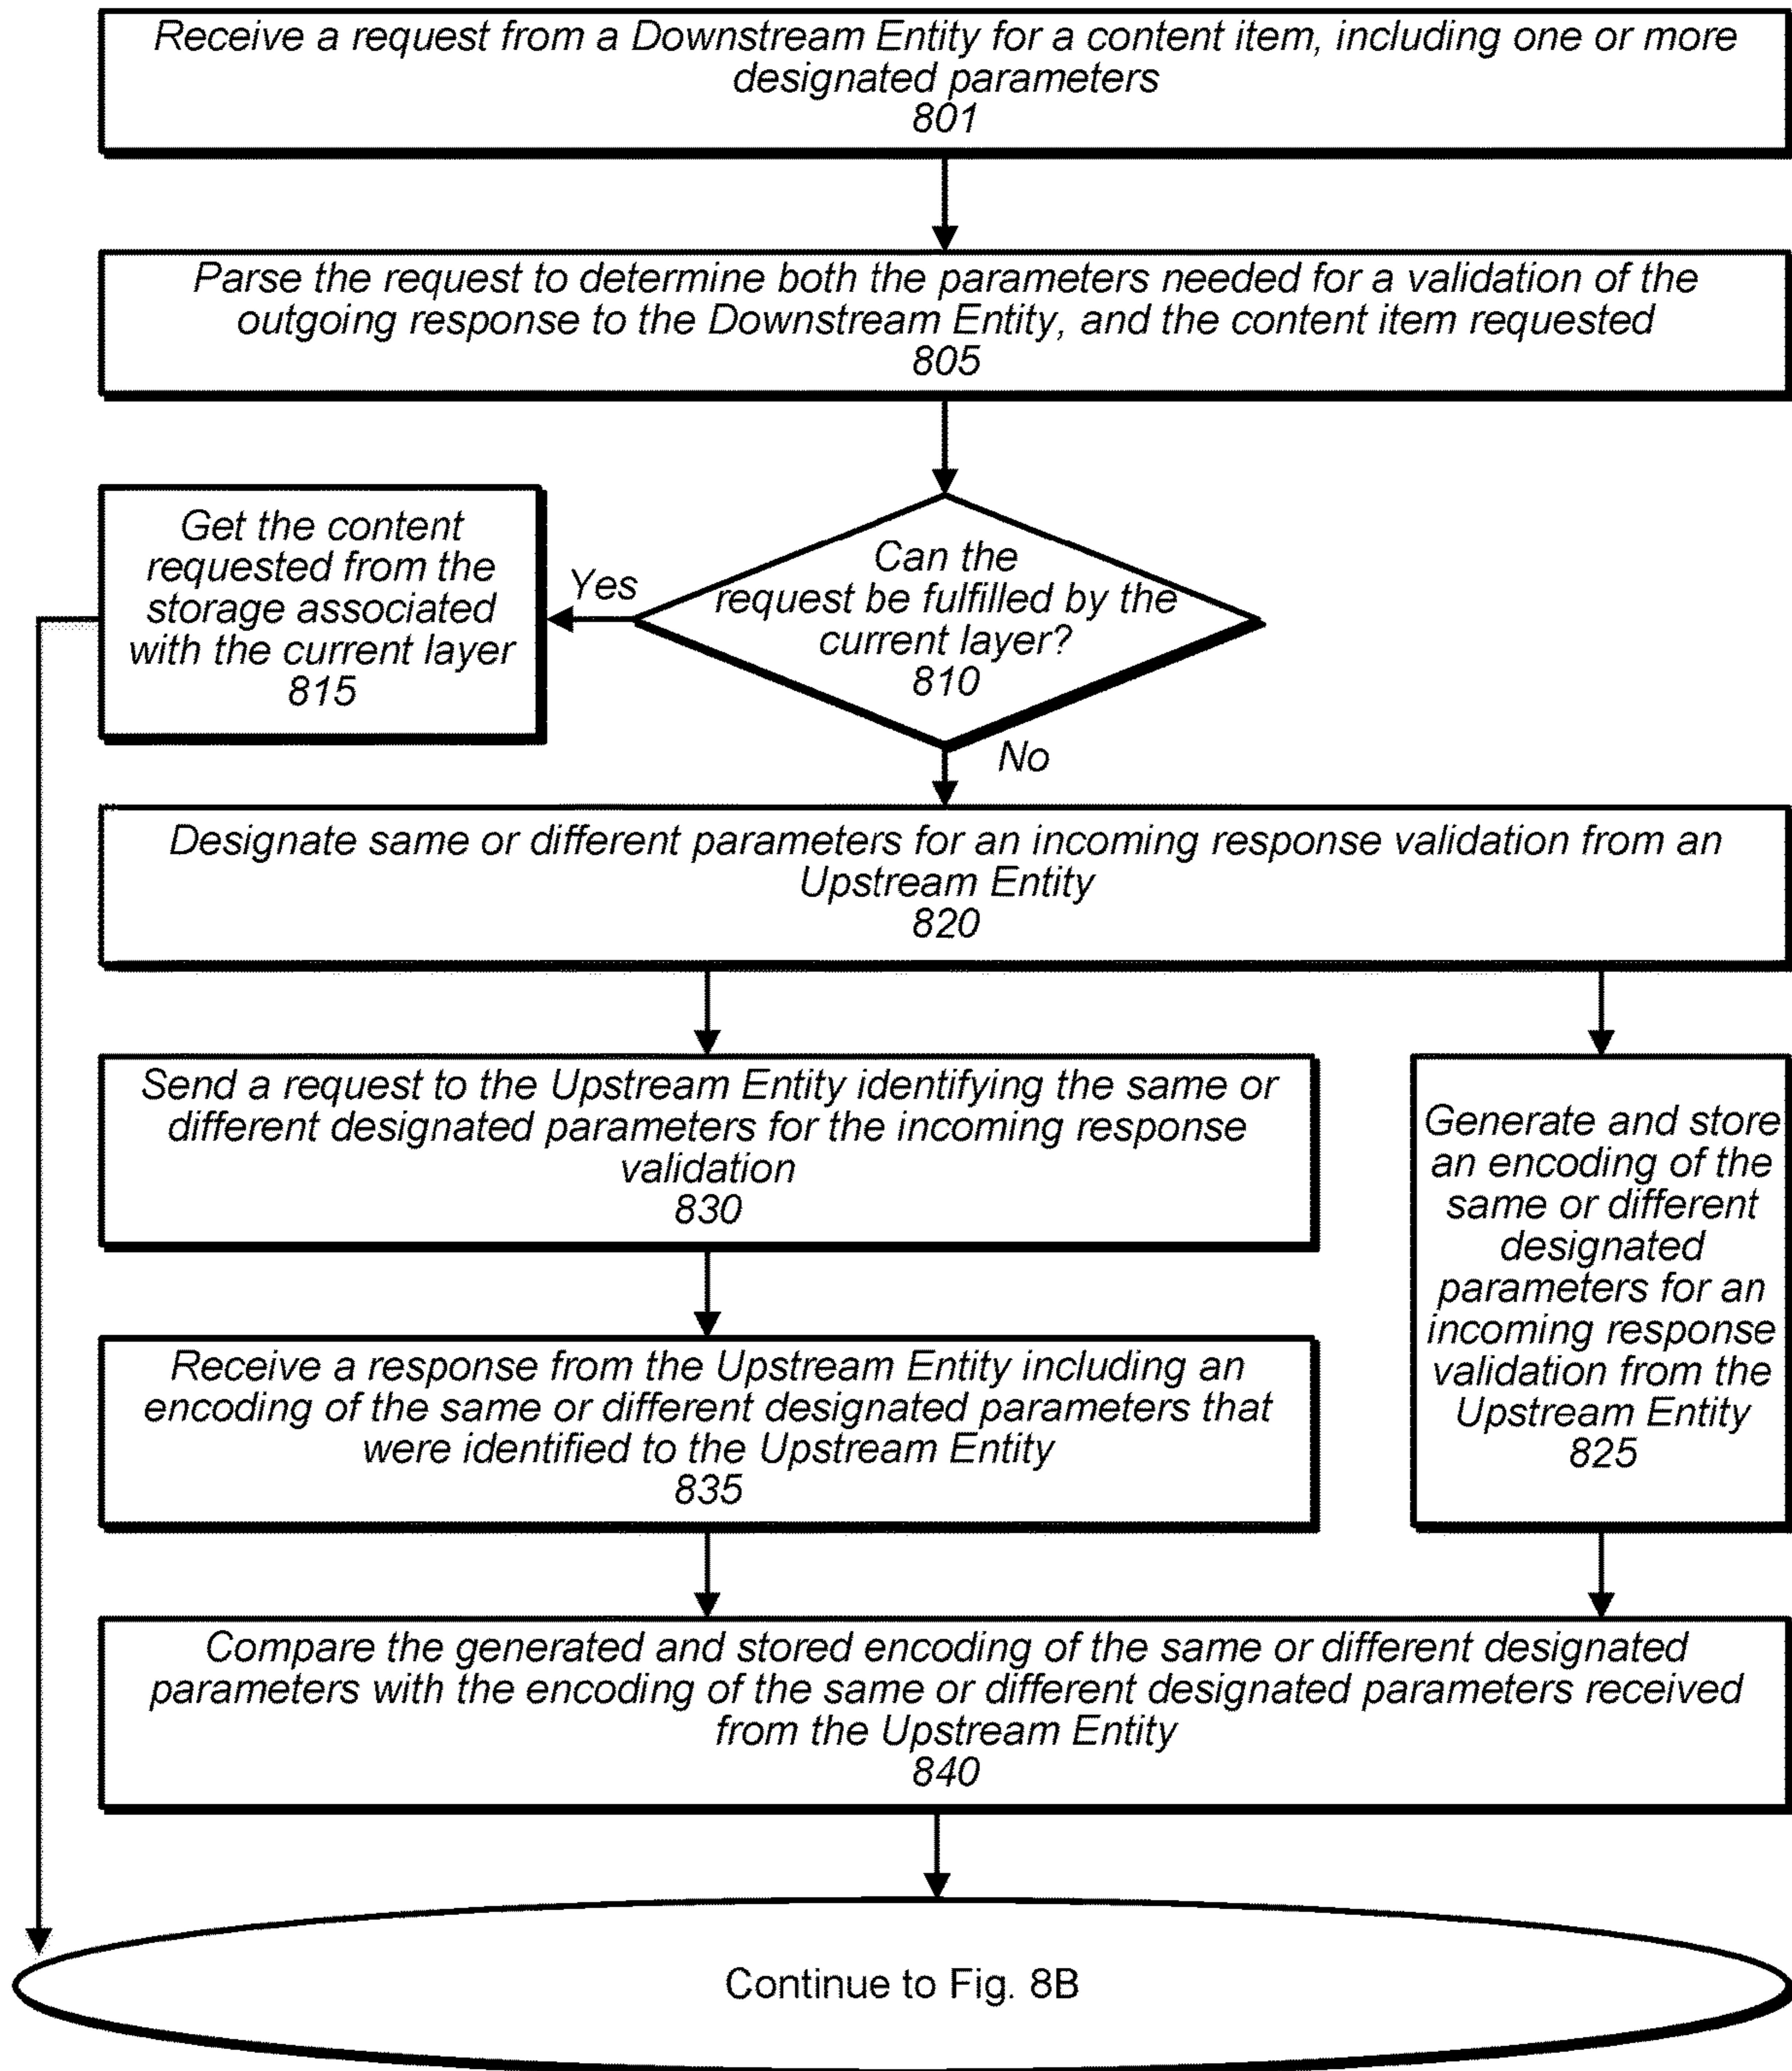 Receive a request from a Downstream Entity for a content item, including one or more
designated parameters
801
Parse the request to determine both the parameters needed for a validation of the
outgoing response to the Downstream Entity, and the content item requested
805
Get the content
requested from the
storage associated
with the current layer
815
Yes
Can the
request be fulfilled by the
current layer?
810
No
Designate same or different parameters for an incoming response validation from an
Upstream Entity
820
Send a request to the Upstream Entity identifying the same or
different designated parameters for the incoming response
validation
830
Generate and store
an encoding of the
same or different
designated
parameters for an
incoming response
validation from the
Upstream Entity
825
Receive a response from the Upstream Entity including an
encoding of the same or different designated parameters that
were identified to the Upstream Entity
835
Compare the generated and stored encoding of the same or different designated
parameters with the encoding of the same or different designated parameters received
from the Upstream Entity
840
Continue to Fig. 8B